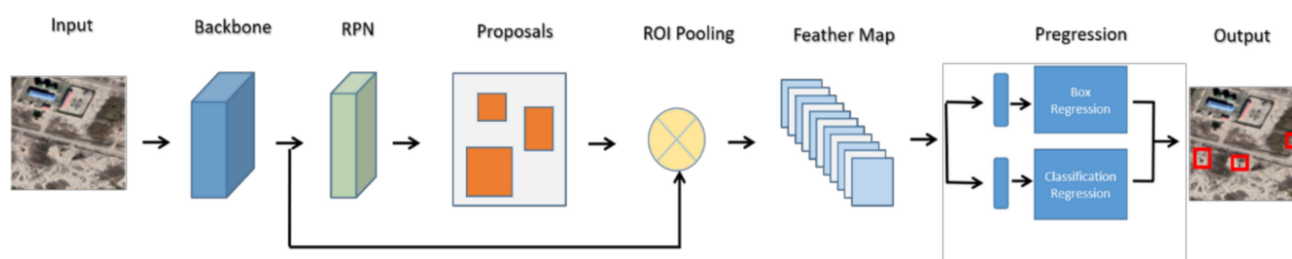 Input
Backbone
RPN
Proposals
ROI Pooling
Feather Map
Pregression
Output
Box
Regression
Classification
Regression